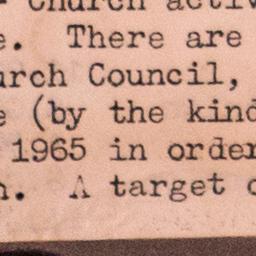 Church activ
e. There are
urch Council,
e (by the kind
1965 in order
n. A target